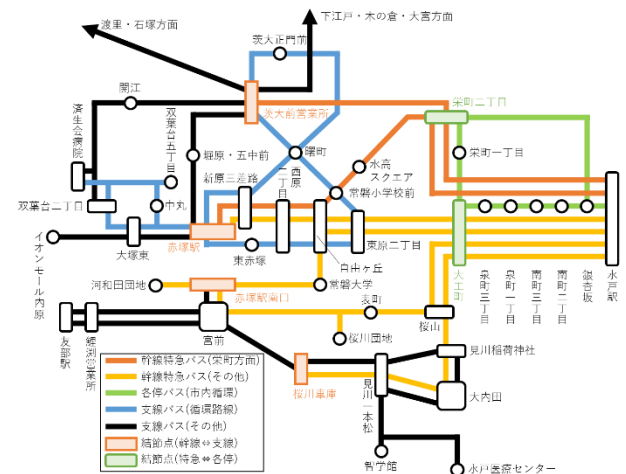 渡里・石塚方面
下江戸・木の倉・大宮方面
茨大正門前
開江
双葉台五丁目
済生会病院
茨大前営業所
栄町二丁目
堀原・五中前
曙町
水高スクエア
栄町一丁目
新原三差路
西原二丁目
常磐小学校前
双葉台二丁目
中丸
赤塚駅
大塚東
東赤塚
東原二丁目
自由ヶ丘
大工町
泉町三丁目
泉町一丁目
南町三丁目
南町二丁目
銀杏坂
水戸駅
イオンモール内原
河和田団地
赤塚駅南口
常磐大学
表町
桜山
桜川団地
宮前
友部駅
鯉淵営業所
桜川車庫
見川稲荷神社
見川一本松
大内田
智学館
水戸医療センター
幹線特急バス(栄町方面)
幹線特急バス(その他)
各停バス(市内循環)
支線バス(循環路線)
支線バス(その他)
結節点(幹線⇔支線)
結節点(特急⇔各停)